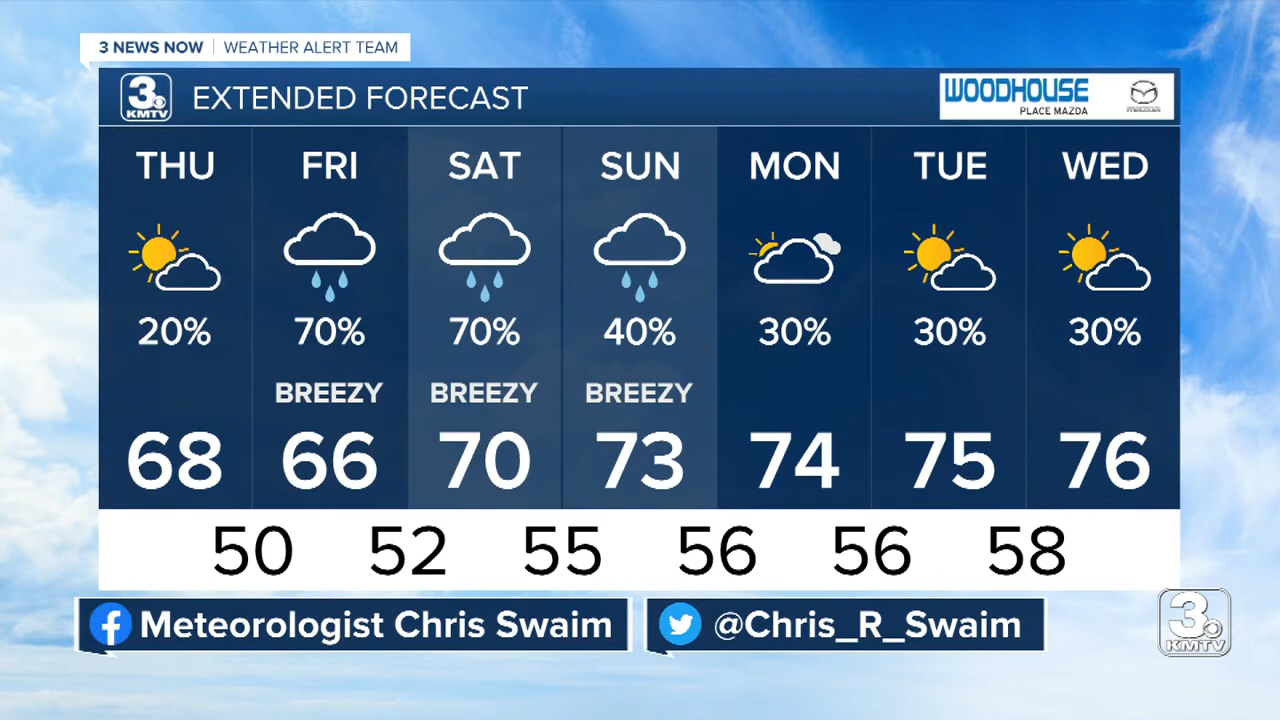 3 NEWS NOW | WEATHER ALERT TEAM
3 KMTV EXTENDED FORECAST WOODHOUSE
PLACE MAZDA mazda
THU FRI SAT SUN MON TUE WED
20% 70% 70% 40% 30% 30% 30%
BREEZY BREEZY BREEZY
68 66 70 73 74 75 76
50 52 55 56 56 58
Meteorologist Chris Swaim @Chris_R_Swaim
3 KMTV